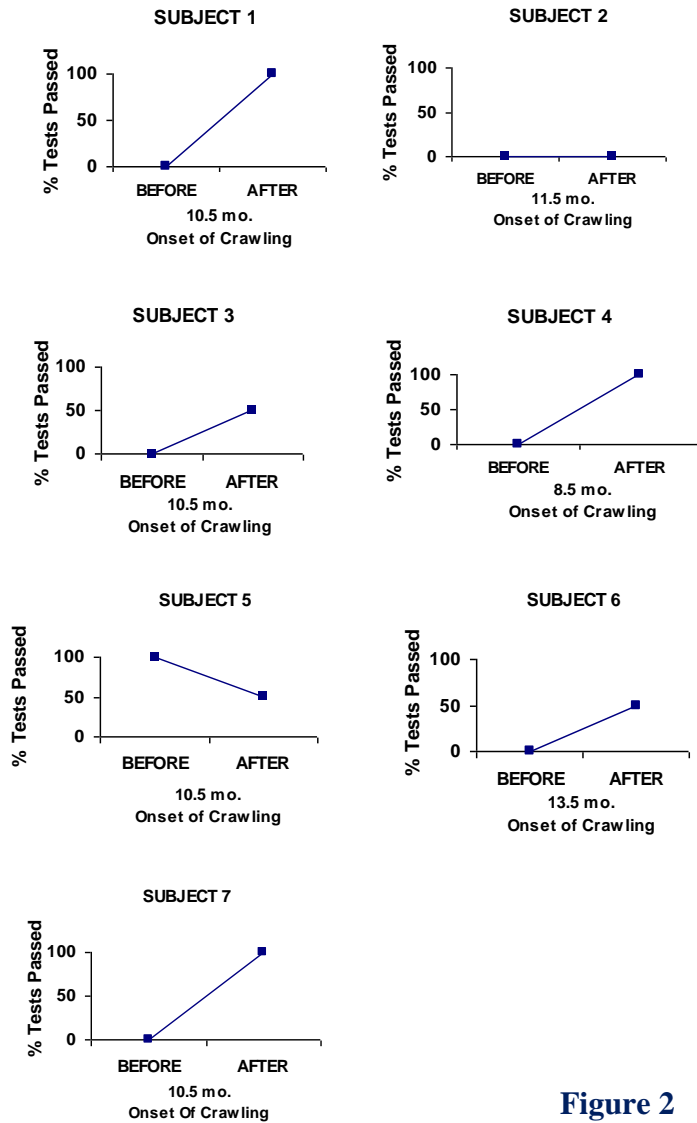 SUBJECT 1
% Tests Passed
100
50
0
BEFORE AFTER
10.5 mo.
Onset of Crawling
SUBJECT 2
% Tests Passed
100
50
0
BEFORE AFTER
11.5 mo.
Onset of Crawling
SUBJECT 3
% Tests Passed
100
50
0
BEFORE AFTER
10.5 mo.
Onset of Crawling
SUBJECT 4
% Tests Passed
100
50
0
BEFORE AFTER
8.5 mo.
Onset of Crawling
SUBJECT 5
% Tests Passed
100
50
0
BEFORE AFTER
10.5 mo.
Onset of Crawling
SUBJECT 6
% Tests Passed
100
50
0
BEFORE AFTER
13.5 mo.
Onset of Crawling
SUBJECT 7
% Tests Passed
100
50
0
BEFORE AFTER
10.5 mo.
Onset Of Crawling
Figure 2